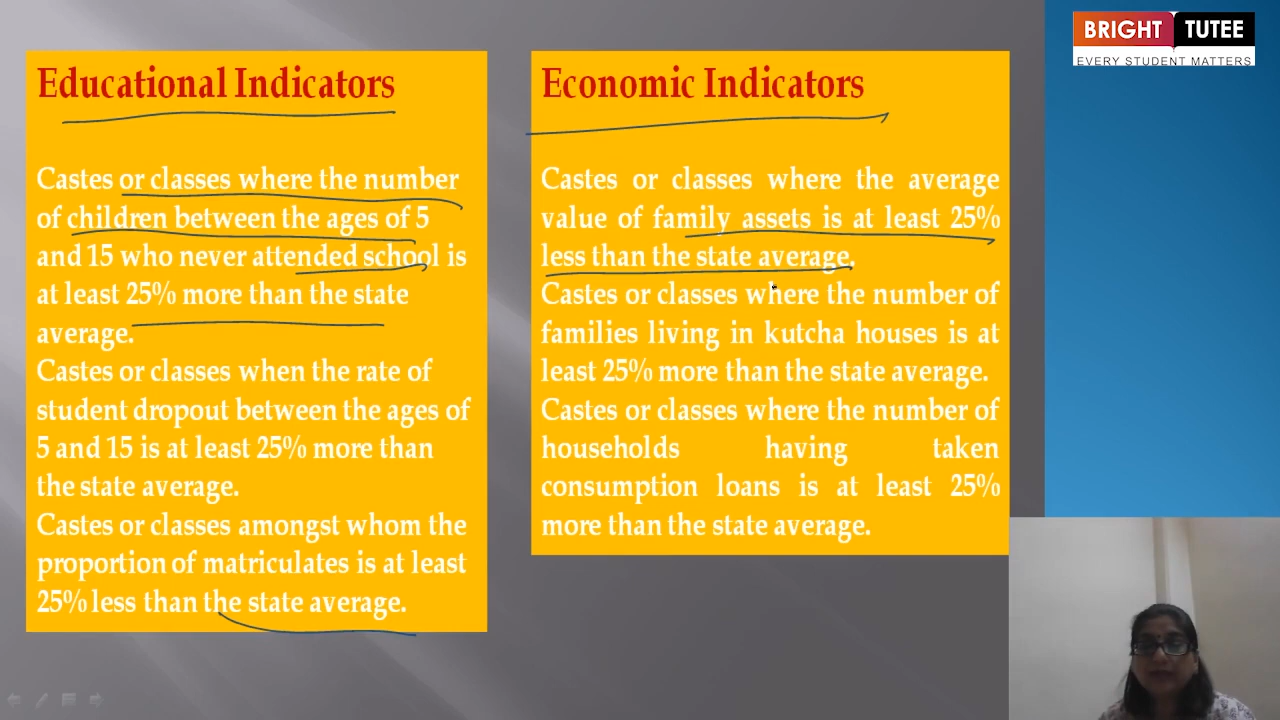 BRIGHT TUTEE
EVERY STUDENT MATTERS
Educational Indicators
Castes or classes where the number
of children between the ages of 5
and 15 who never attended school is
at least 25% more than the state
average.
Castes or classes when the rate of
student dropout between the ages of
5 and 15 is at least 25% more than
the state average.
Castes or classes amongst whom the
proportion of matriculates is at least
25% less than the state average.
Economic Indicators
Castes or classes where the average
value of family assets is at least 25%
less than the state average.
Castes or classes where the number of
families living in kutcha houses is at
least 25% more than the state average.
Castes or classes where the number of
households having taken
consumption loans is at least 25%
more than the state average.